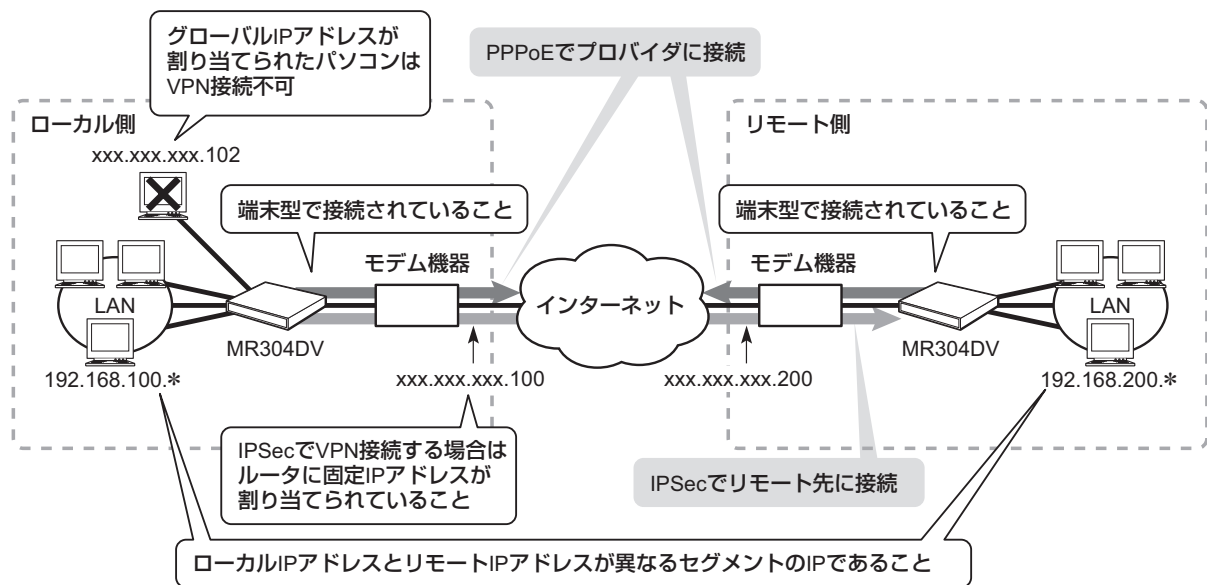 グローバルIPアドレスが
割り当てられたパソコンは
VPN接続不可
PPPoEでプロバイダに接続
ローカル側
xxx.xxx.xxx.102
端末型で接続されていること
モデム機器
LAN
MR304DV
192.168.100.＊
xxx.xxx.xxx.100
インターネット
リモート側
端末型で接続されていること
モデム機器
LAN
MR304DV
xxx.xxx.xxx.200
192.168.200.＊
IPSecでVPN接続する場合は
ルータに固定IPアドレスが
割り当てられていること
IPSecでリモート先に接続
ローカルIPアドレスとリモートIPアドレスが異なるセグメントのIPであること